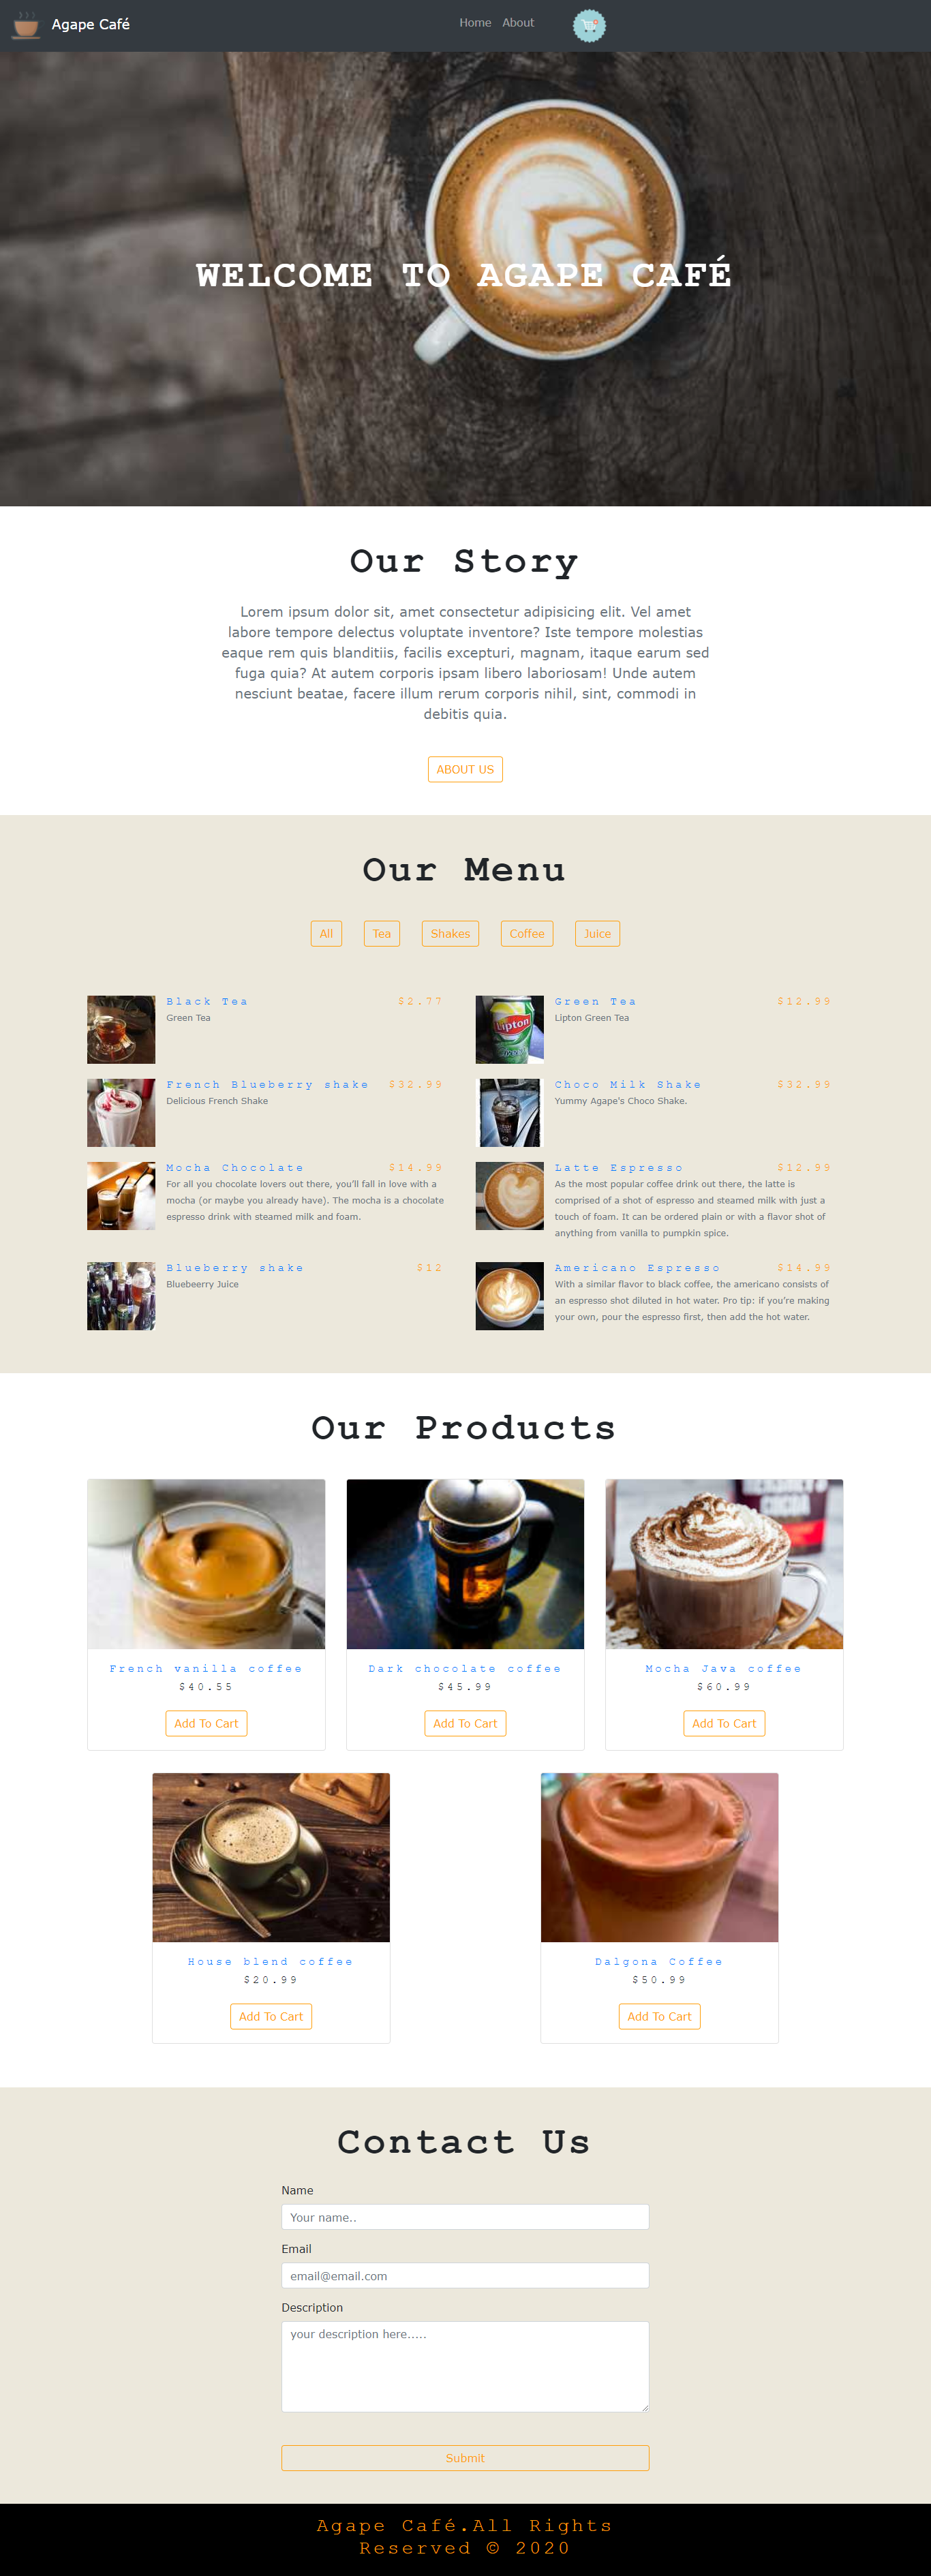 Agape Café
Home About
WELCOME TO AGAPE CAFÉ
Our Story
Lorem ipsum dolor sit, amet consectetur adipisicing elit. Vel amet
labore tempore delectus voluptate inventore? Iste tempore molestias
eaque rem quis blanditiis, facilis excepturi, magnam, itaque earum sed
fuga quia? At autem corporis ipsam libero laboriosam! Unde autem
nesciunt beatae, facere illum rerum corporis nihil, sint, commodi in
debitis quia.
ABOUT US
Our Menu
All Tea Shakes Coffee Juice
Black Tea $2.77
Green Tea
Lipton
Green Tea $12.99
Lipton Green Tea
French Blueberry shake $32.99
Delicious French Shake
Choco Milk Shake $32.99
Yummy Agape's Choco Shake.
Mocha Chocolate $14.99
For all you chocolate lovers out there, you'll fall in love with a
mocha (or maybe you already have). The mocha is a chocolate
espresso drink with steamed milk and foam.
Latte Espresso $12.99
As the most popular coffee drink out there, the latte is
comprised of a shot of espresso and steamed milk with just a
touch of foam. It can be ordered plain or with a flavor shot of
anything from vanilla to pumpkin spice.
Blueberry shake $12
Bluebeerry Juice
Americano Espresso $14.99
With a similar flavor to black coffee, the americano consists of
an espresso shot diluted in hot water. Pro tip: if you're making
your own, pour the espresso first, then add the hot water.
Our Products
COCOA
French vanilla coffee
$40.55
Add To Cart
Dark chocolate coffee
$45.99
Add To Cart
Mocha Java coffee
$60.99
Add To Cart
House blend coffee
$20.99
Add To Cart
Dalgona Coffee
$50.99
Add To Cart
Contact Us
Name
Your name..
Email
email@email.com
Description
your description here.....
Submit
Agape Café.All Rights
Reserved © 2020